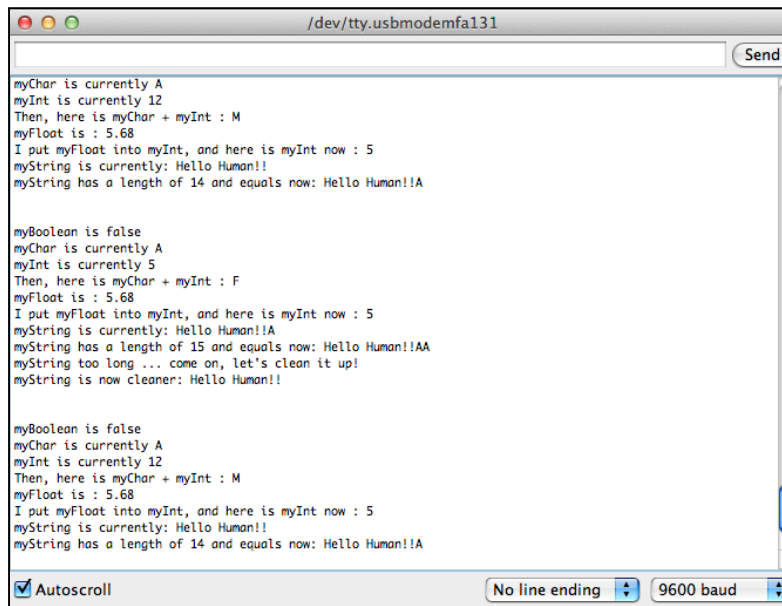 /dev/tty.usbmodemfa131
Send
myChar is currently A
myInt is currently 12
Then, here is myChar + myInt : M
myFloat is : 5.68
I put myFloat into myInt, and here is myInt now : 5
myString is currently: Hello Human!!
myString has a length of 14 and equals now: Hello Human!!A
myBoolean is false
myChar is currently A
myInt is currently 5
Then, here is myChar + myInt : F
myFloat is : 5.68
I put myFloat into myInt, and here is myInt now : 5
myString is currently: Hello Human!!A
myString has a length of 15 and equals now: Hello Human!!AA
myString too long ... come on, let's clean it up!
myString is now cleaner: Hello Human!!
myBoolean is false
myChar is currently A
myInt is currently 12
Then, here is myChar + myInt : M
myFloat is : 5.68
I put myFloat into myInt, and here is myInt now : 5
myString is currently: Hello Human!!
myString has a length of 14 and equals now: Hello Human!!A
Autoscroll No line ending 9600 baud